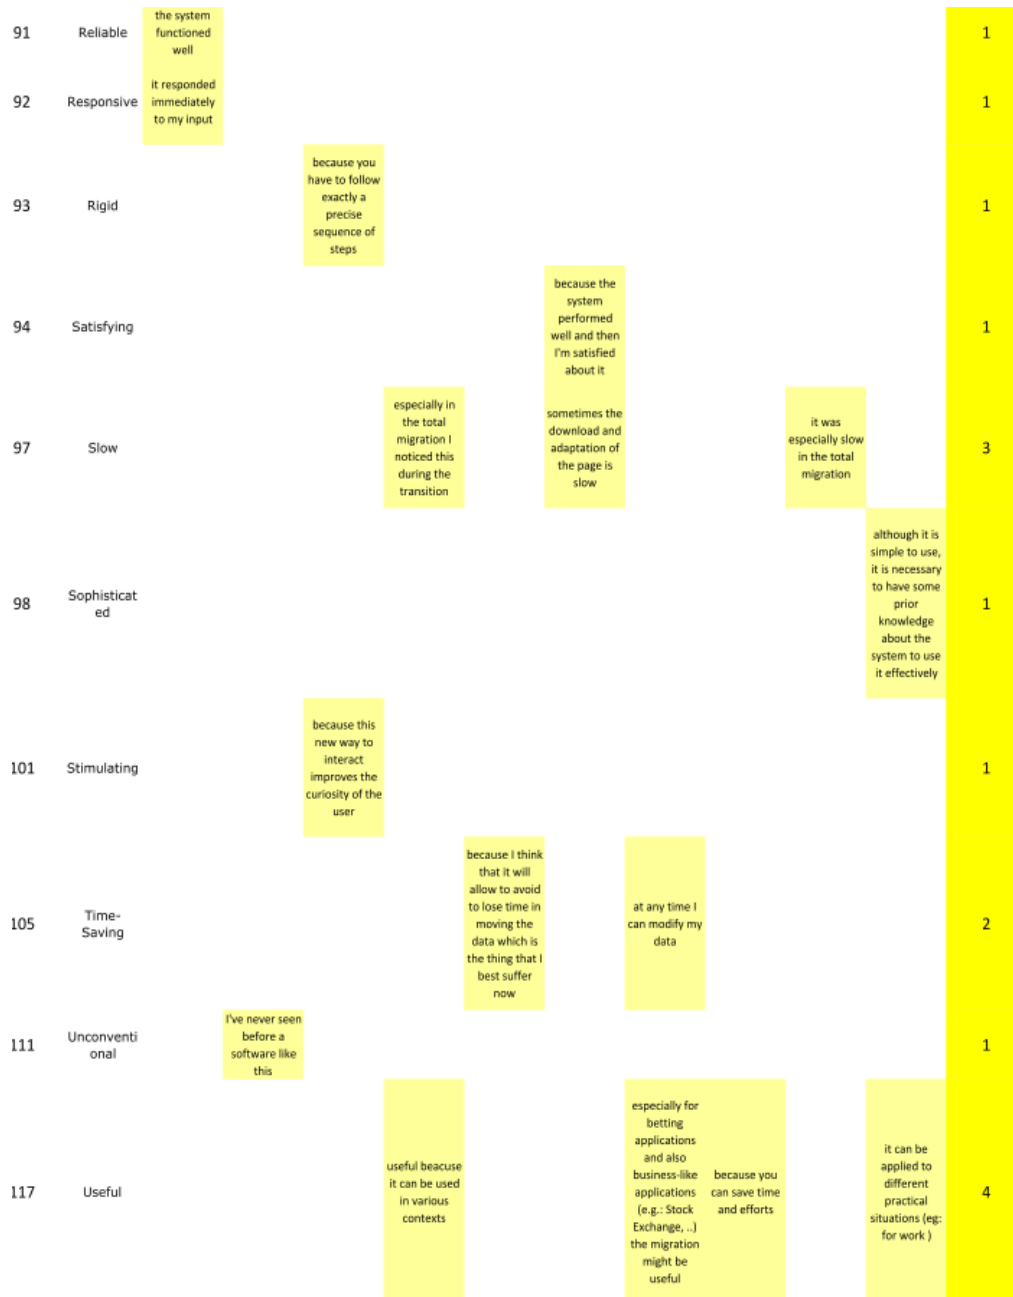 91
Reliable
the system
functioned
well
1
92
Responsive
it responded
immediately
to my input
1
93
Rigid
because you
have to follow
exactly a
precise
sequence of
steps
1
94
Satisfying
because the
system
performed
well and then
I'm satisfied
about it
1
97
Slow
especially in
the total
migration I
noticed this
during the
transition
sometimes the
download and
adaptation of
the page is
slow
it was
especially slow
in the total
migration
3
98
Sophisticat
ed
although it is
simple to use,
it is necessary
to have some
prior
knowledge
about the
system to use
it effectively
1
101
Stimulating
because this
new way to
interact
improves the
curiosity of the
user
1
105
Time-
Saving
because I think
that it will
allow to avoid
to lose time in
moving the
data which is
the thing that I
best suffer
now
at any time I
can modify my
data
2
111
Unconventi
onal
I've never seen
before a
software like
this
1
117
Useful
useful beacuse
it can be used
in various
contexts
especially for
betting
applications
and also
business-like
applications
(e.g.: Stock
Exchange, ..)
the migration
might be
useful
because you
can save time
and efforts
it can be
applied to
different
practical
situations (eg:
for work )
4